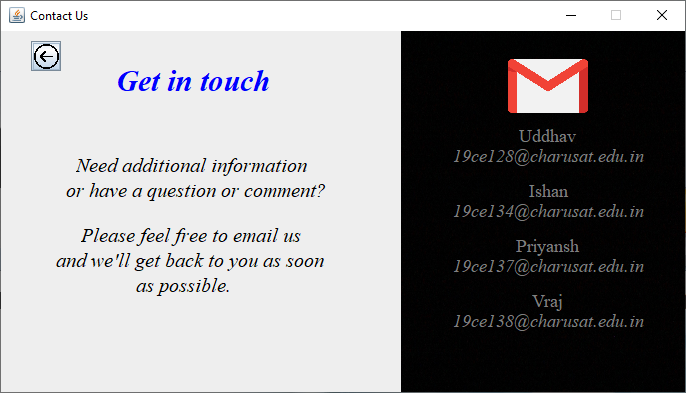 Contact Us
Get in touch
Need additional information
or have a question or comment?
Please feel free to email us
and we'll get back to you as soon
as possible.
Uddhav
19ce128@charusat.edu.in
Ishan
19ce134@charusat.edu.in
Priyansh
19ce137@charusat.edu.in
Vraj
19ce138@charusat.edu.in